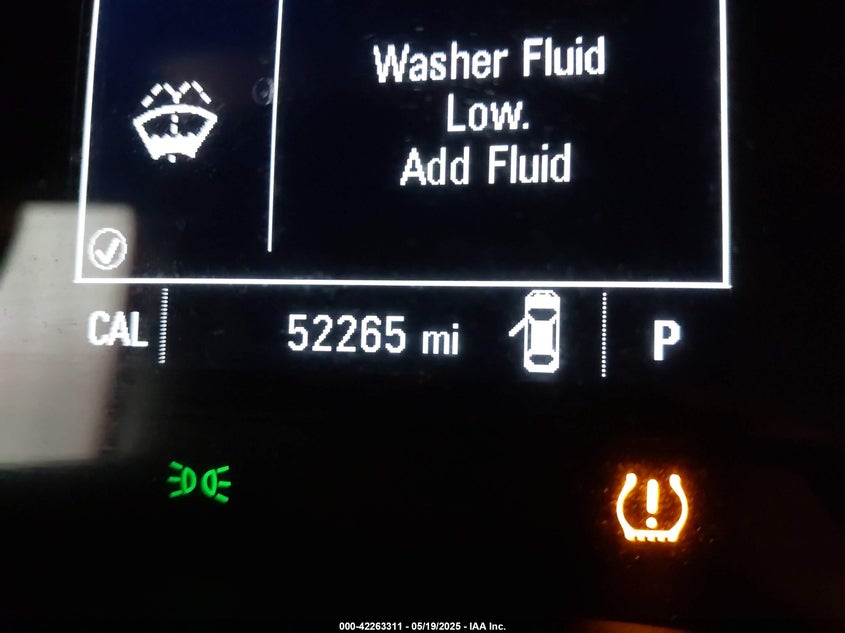 Washer Fluid
Low.
Add Fluid
CAL 52265 mi P
000-42263311 - 05/19/2025 - IAA Inc.